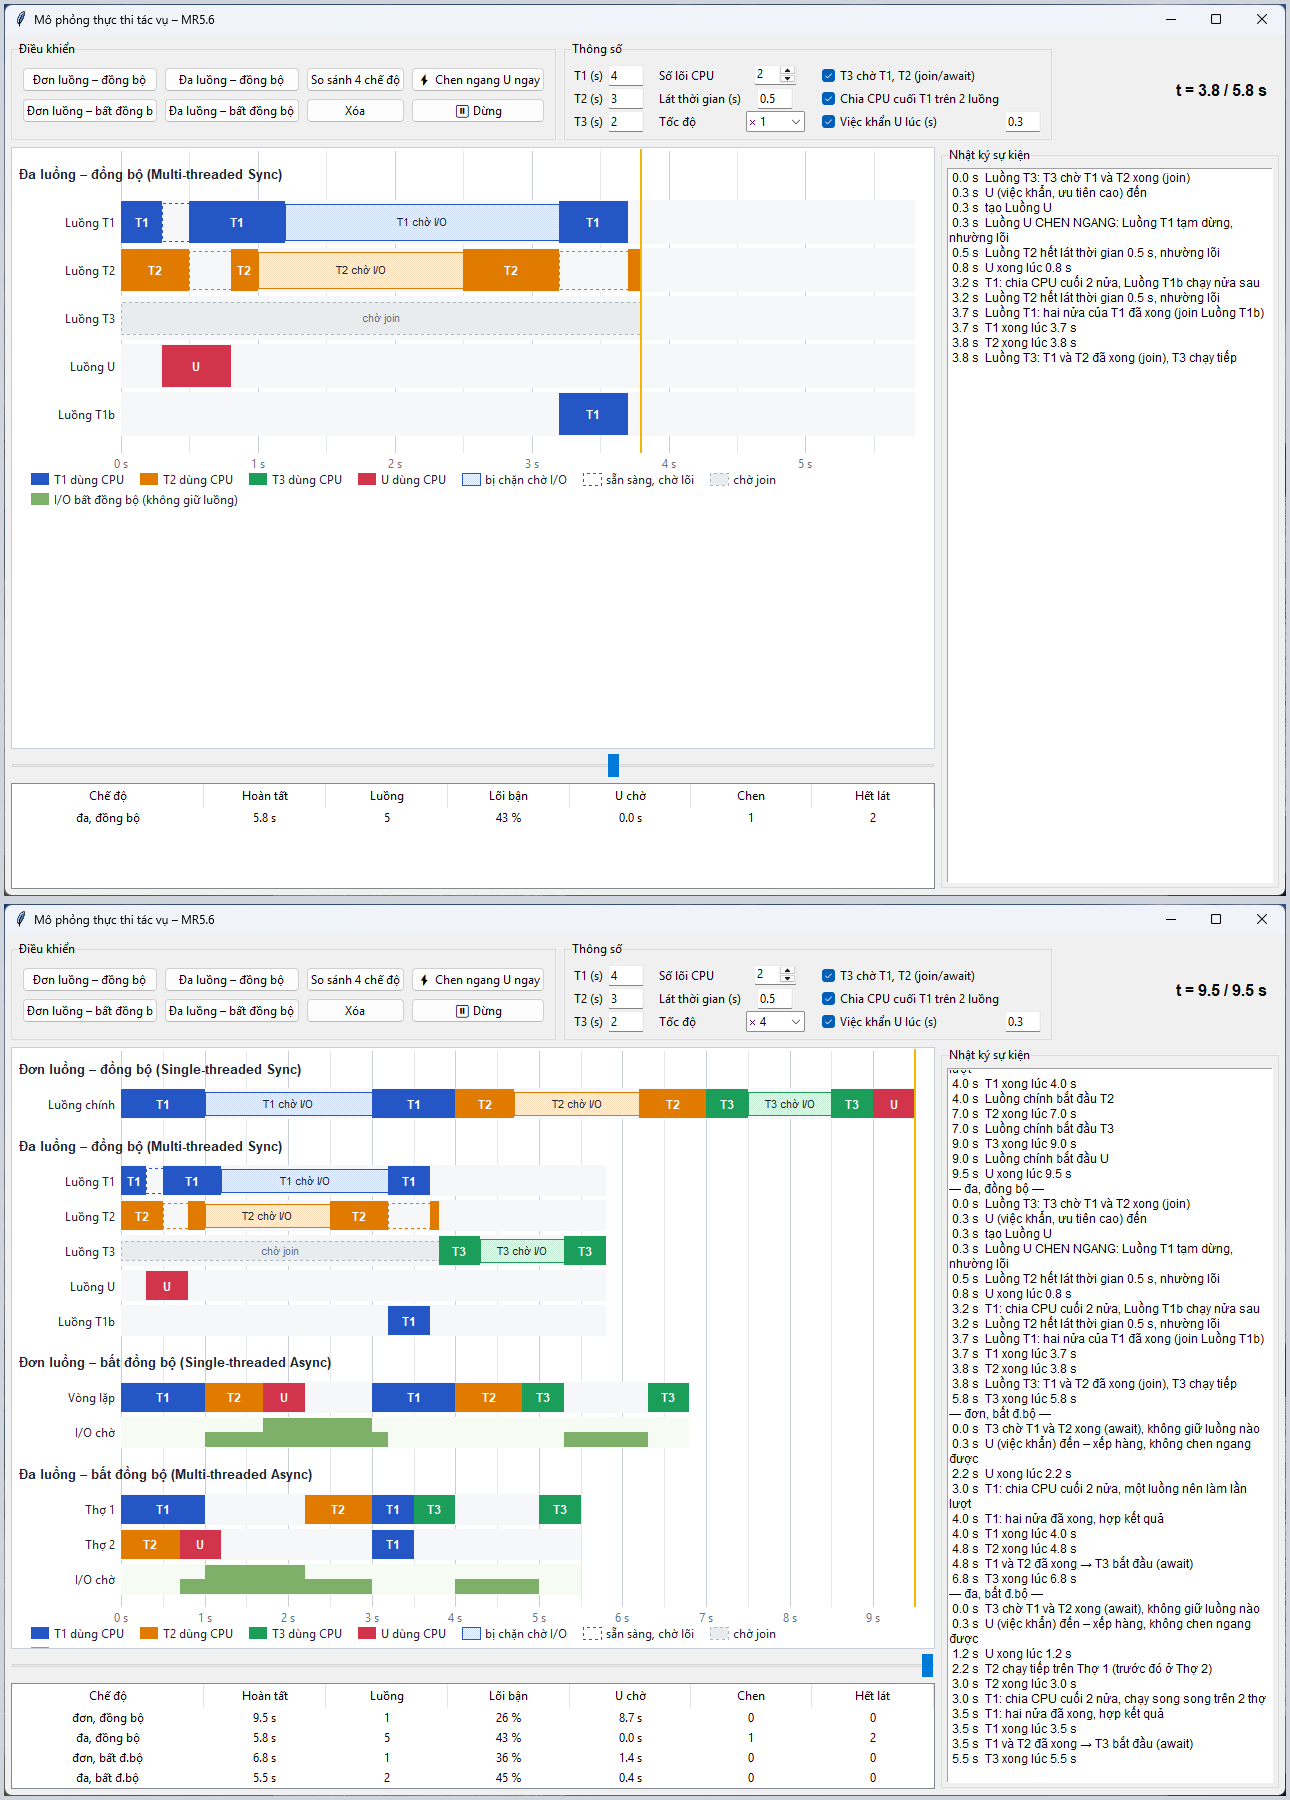 Mô phỏng thực thi tác vụ – MR5.6
Điều khiển
Đơn luồng – đồng bộ
Đa luồng – đồng bộ
So sánh 4 chế độ
Chen ngang U ngay
Đơn luồng – bất đồng b
Đa luồng – bất đồng bộ
Xóa
Dừng
Thông số
T1 (s) 4 Số lõi CPU 2 T3 chờ T1, T2 (join/await)
T2 (s) 3 Lát thời gian (s) 0.5 Chia CPU cuối T1 trên 2 luồng
T3 (s) 2 Tốc độ × 1 Việc khẩn U lúc (s) 0.3
t = 3.8 / 5.8 s
Đa luồng – đồng bộ (Multi-threaded Sync)
Luồng T1 T1 T1 T1 chờ I/O T1
Luồng T2 T2 T2 T2 chờ I/O T2
Luồng T3 chờ join
Luồng U U
Luồng T1b T1
0 s 1 s 2 s 3 s 4 s 5 s
T1 dùng CPU T2 dùng CPU T3 dùng CPU U dùng CPU bị chặn chờ I/O sẵn sàng, chờ lõi chờ join
I/O bất đồng bộ (không giữ luồng)
Chế độ Hoàn tất Luồng Lõi bận U chờ Chen Hết lát
đa, đồng bộ 5.8 s 5 43 % 0.0 s 1 2
Nhật ký sự kiện
0.0 s Luồng T3: T3 chờ T1 và T2 xong (join)
0.3 s U (việc khẩn, ưu tiên cao) đến
0.3 s tạo Luồng U
0.3 s Luồng U CHEN NGANG: Luồng T1 tạm dừng,
nhường lõi
0.5 s Luồng T2 hết lát thời gian 0.5 s, nhường lõi
0.8 s U xong lúc 0.8 s
3.2 s T1: chia CPU cuối 2 nửa, Luồng T1b chạy nửa sau
3.2 s Luồng T2 hết lát thời gian 0.5 s, nhường lõi
3.7 s Luồng T1: hai nửa của T1 đã xong (join Luồng T1b)
3.7 s T1 xong lúc 3.7 s
3.8 s T2 xong lúc 3.8 s
3.8 s Luồng T3: T1 và T2 đã xong (join), T3 chạy tiếp
Mô phỏng thực thi tác vụ – MR5.6
Điều khiển
Đơn luồng – đồng bộ
Đa luồng – đồng bộ
So sánh 4 chế độ
Chen ngang U ngay
Đơn luồng – bất đồng b
Đa luồng – bất đồng bộ
Xóa
Dừng
Thông số
T1 (s) 4 Số lõi CPU 2 T3 chờ T1, T2 (join/await)
T2 (s) 3 Lát thời gian (s) 0.5 Chia CPU cuối T1 trên 2 luồng
T3 (s) 2 Tốc độ × 4 Việc khẩn U lúc (s) 0.3
t = 9.5 / 9.5 s
Đơn luồng – đồng bộ (Single-threaded Sync)
Luồng chính T1 T1 chờ I/O T1 T2 T2 chờ I/O T2 T3 T3 chờ I/O T3 U
Đa luồng – đồng bộ (Multi-threaded Sync)
Luồng T1 T1 T1 T1 chờ I/O T1
Luồng T2 T2 T2 chờ I/O T2
Luồng T3 chờ join T3 T3 chờ I/O T3
Luồng U U
Luồng T1b T1
Đơn luồng – bất đồng bộ (Single-threaded Async)
Vòng lặp T1 T2 U T1 T2 T3 T3
I/O chờ
Đa luồng – bất đồng bộ (Multi-threaded Async)
Thợ 1 T1 T2 T1 T3 T3
Thợ 2 T2 U T1
I/O chờ
0 s 1 s 2 s 3 s 4 s 5 s 6 s 7 s 8 s 9 s
T1 dùng CPU T2 dùng CPU T3 dùng CPU U dùng CPU bị chặn chờ I/O sẵn sàng, chờ lõi chờ join
Chế độ Hoàn tất Luồng Lõi bận U chờ Chen Hết lát
đơn, đồng bộ 9.5 s 1 26 % 8.7 s 0 0
đa, đồng bộ 5.8 s 5 43 % 0.0 s 1 2
đơn, bất đ.bộ 6.8 s 1 36 % 1.4 s 0 0
đa, bất đ.bộ 5.5 s 2 45 % 0.4 s 0 0
Nhật ký sự kiện
lượt
4.0 s T1 xong lúc 4.0 s
4.0 s Luồng chính bắt đầu T2
7.0 s T2 xong lúc 7.0 s
7.0 s Luồng chính bắt đầu T3
9.0 s T3 xong lúc 9.0 s
9.0 s Luồng chính bắt đầu U
9.5 s U xong lúc 9.5 s
— đa, đồng bộ —
0.0 s Luồng T3: T3 chờ T1 và T2 xong (join)
0.3 s U (việc khẩn, ưu tiên cao) đến
0.3 s tạo Luồng U
0.3 s Luồng U CHEN NGANG: Luồng T1 tạm dừng,
nhường lõi
0.5 s Luồng T2 hết lát thời gian 0.5 s, nhường lõi
0.8 s U xong lúc 0.8 s
3.2 s T1: chia CPU cuối 2 nửa, Luồng T1b chạy nửa sau
3.2 s Luồng T2 hết lát thời gian 0.5 s, nhường lõi
3.7 s Luồng T1: hai nửa của T1 đã xong (join Luồng T1b)
3.7 s T1 xong lúc 3.7 s
3.8 s T2 xong lúc 3.8 s
3.8 s Luồng T3: T1 và T2 đã xong (join), T3 chạy tiếp
5.8 s T3 xong lúc 5.8 s
— đơn, bất đ.bộ —
0.0 s T3 chờ T1 và T2 xong (await), không giữ luồng nào
0.3 s U (việc khẩn) đến – xếp hàng, không chen ngang
được
2.2 s U xong lúc 2.2 s
3.0 s T1: chia CPU cuối 2 nửa, một luồng nên làm lần
lượt
4.0 s T1: hai nửa đã xong, hợp kết quả
4.0 s T1 xong lúc 4.0 s
4.8 s T2 xong lúc 4.8 s
4.8 s T1 và T2 đã xong → T3 bắt đầu (await)
6.8 s T3 xong lúc 6.8 s
— đa, bất đ.bộ —
0.0 s T3 chờ T1 và T2 xong (await), không giữ luồng nào
0.3 s U (việc khẩn) đến – xếp hàng, không chen ngang
được
1.2 s U xong lúc 1.2 s
2.2 s T2 chạy tiếp trên Thợ 1 (trước đó ở Thợ 2)
3.0 s T2 xong lúc 3.0 s
3.0 s T1: chia CPU cuối 2 nửa, chạy song song trên 2 thợ
3.5 s T1: hai nửa đã xong, hợp kết quả
3.5 s T1 xong lúc 3.5 s
3.5 s T1 và T2 đã xong → T3 bắt đầu (await)
5.5 s T3 xong lúc 5.5 s